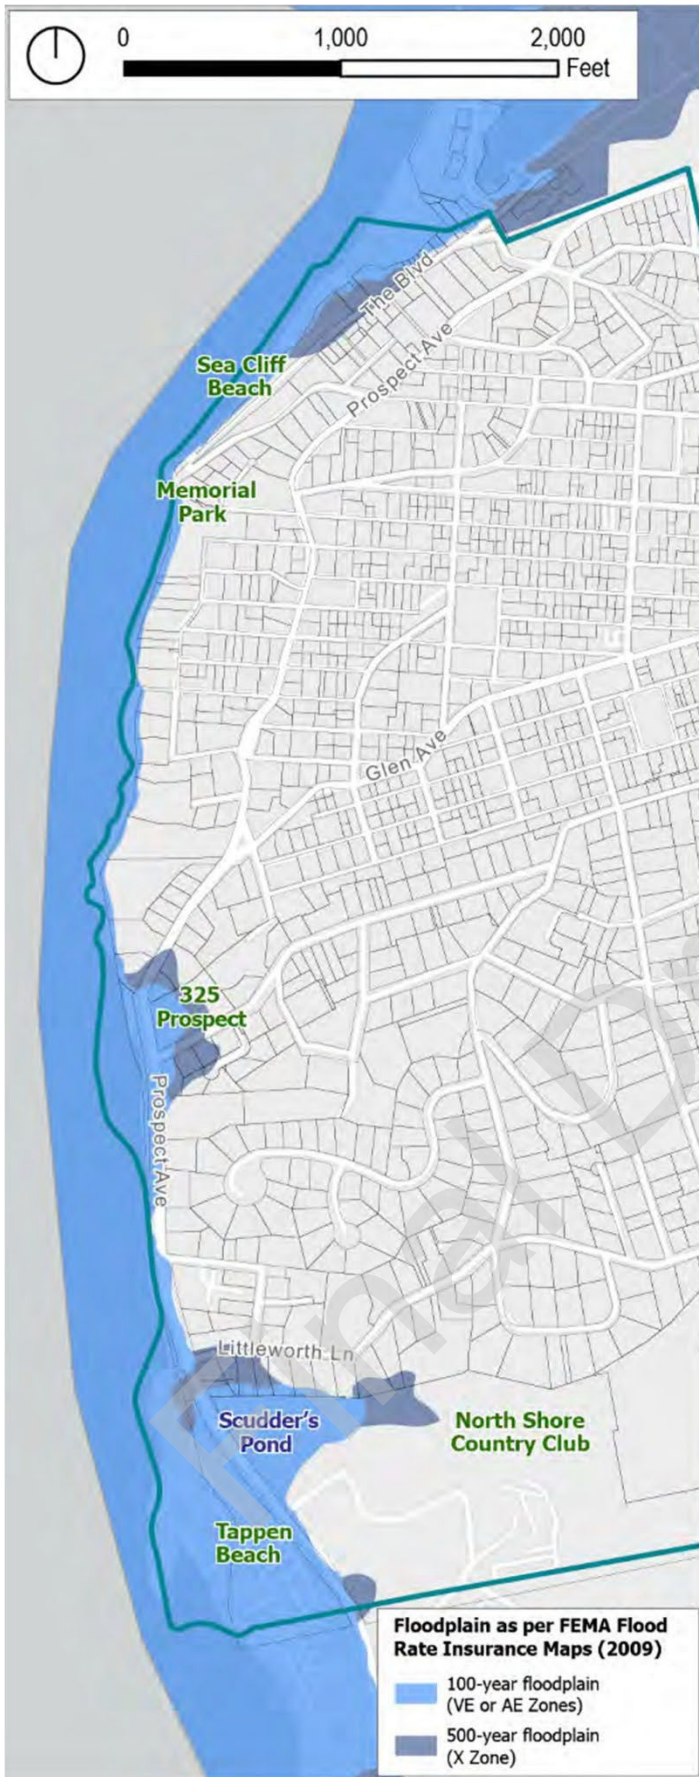 0 1,000 2,000
Feet
The Blvd
Prospect Ave
Sea Cliff
Beach
Memorial
Park
Glen Ave
325
Prospect
Prospect Ave
Littleworth Ln
Scudder's
Pond
North Shore
Country Club
Tappen
Beach
Final Dr
Floodplain as per FEMA Flood
Rate Insurance Maps (2009)
100-year floodplain
(VE or AE Zones)
500-year floodplain
(X Zone)